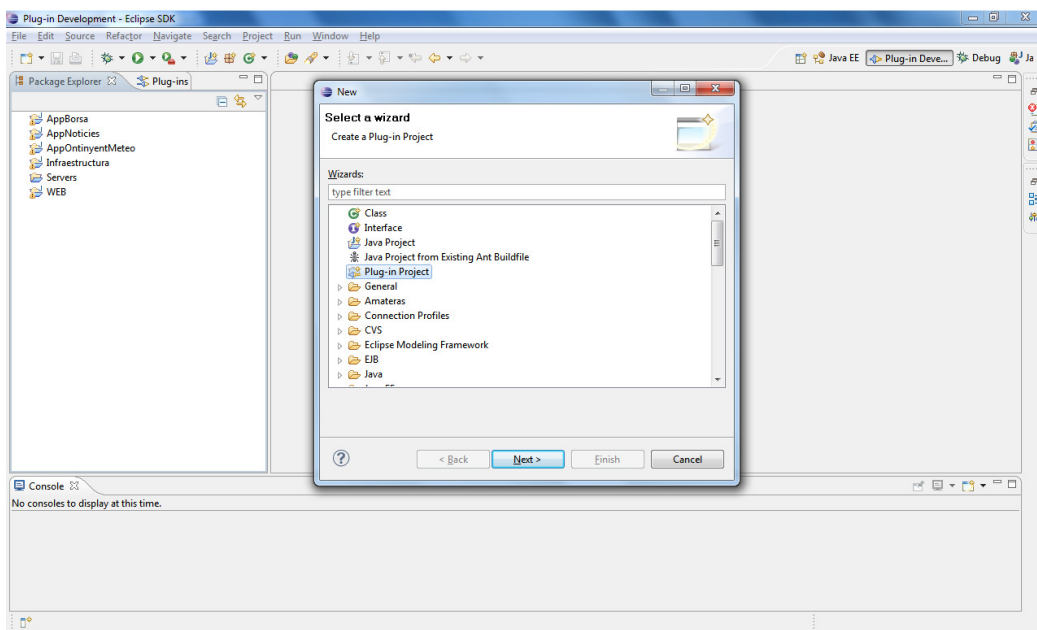 Plug-in Development - Eclipse SDK
File Edit Source Refactor Navigate Search Project Run Window Help
Java EE Plug-in Deve... Debug Ja
Package Explorer Plug-ins
AppBorsa
AppNoticies
AppOntinyentMeteo
Infraestructura
Servers
WEB
New
Select a wizard
Create a Plug-in Project
Wizards:
type filter text
Class
Interface
Java Project
Java Project from Existing Ant Buildfile
Plug-in Project
General
Amateras
Connection Profiles
CVS
Eclipse Modeling Framework
EJB
Java
< Back Next > Finish Cancel
Console
No consoles to display at this time.